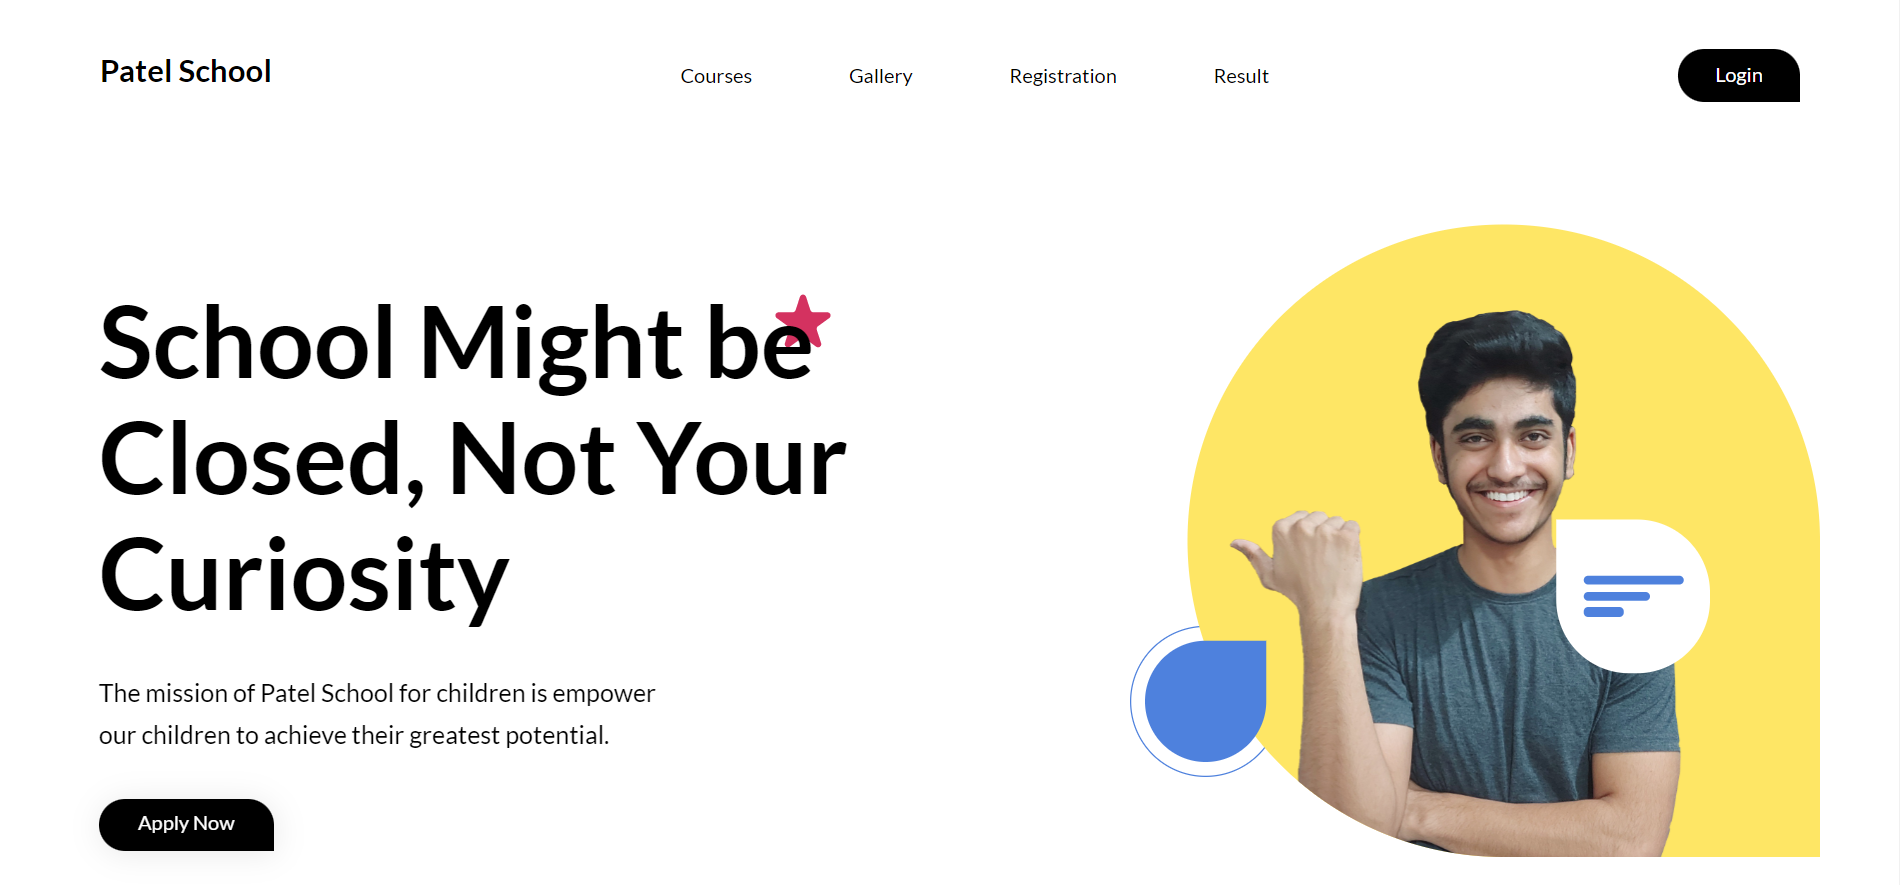 Patel School
Courses
Gallery
Registration
Result
Login
School Might be
Closed, Not Your
Curiosity
The mission of Patel School for children is empower
our children to achieve their greatest potential.
Apply Now